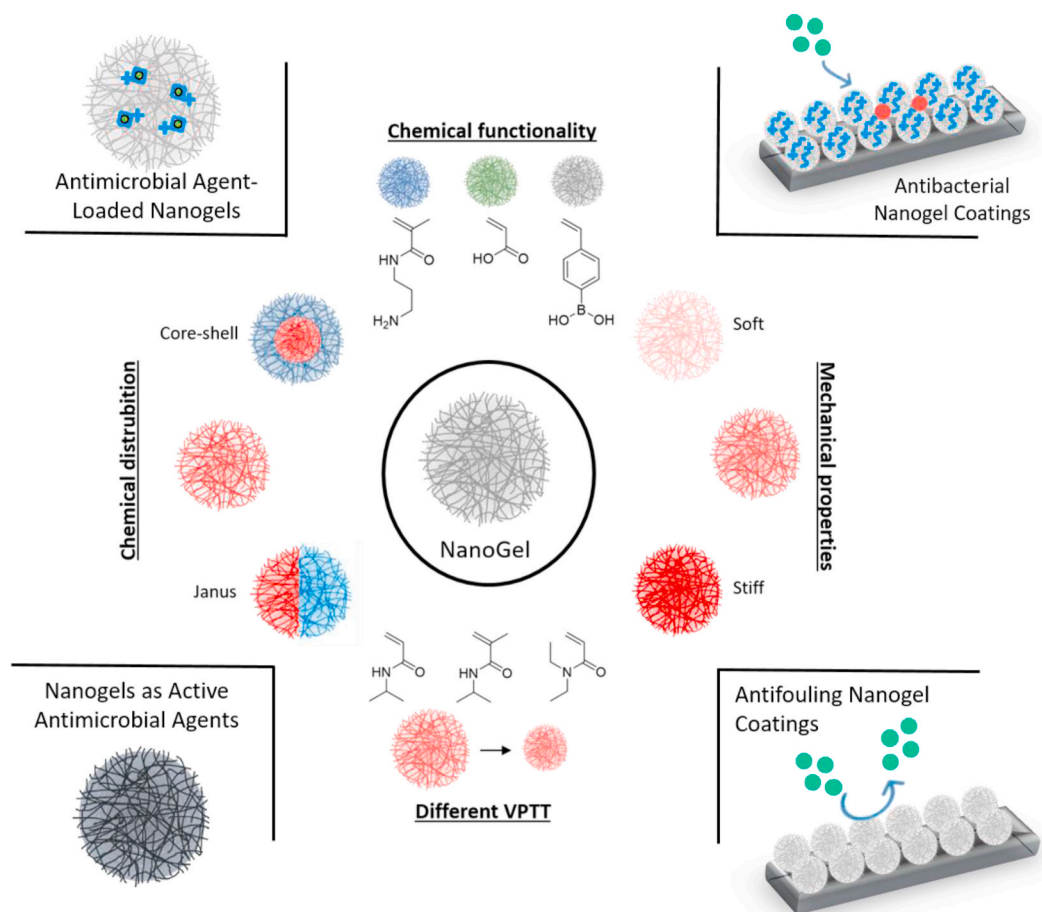 Antimicrobial Agent-
Loaded Nanogels
Chemical functionality
Antibacterial
Nanogel Coatings
HN
O
H₂N
HO
O
B
HO
OH
Core-shell
Soft
Chemical distrubition
Mechanical properties
NanoGel
Janus
Stiff
HN
O
HN
O
N
O
Different VPTT
Nanogels as Active
Antimicrobial Agents
Antifouling Nanogel
Coatings